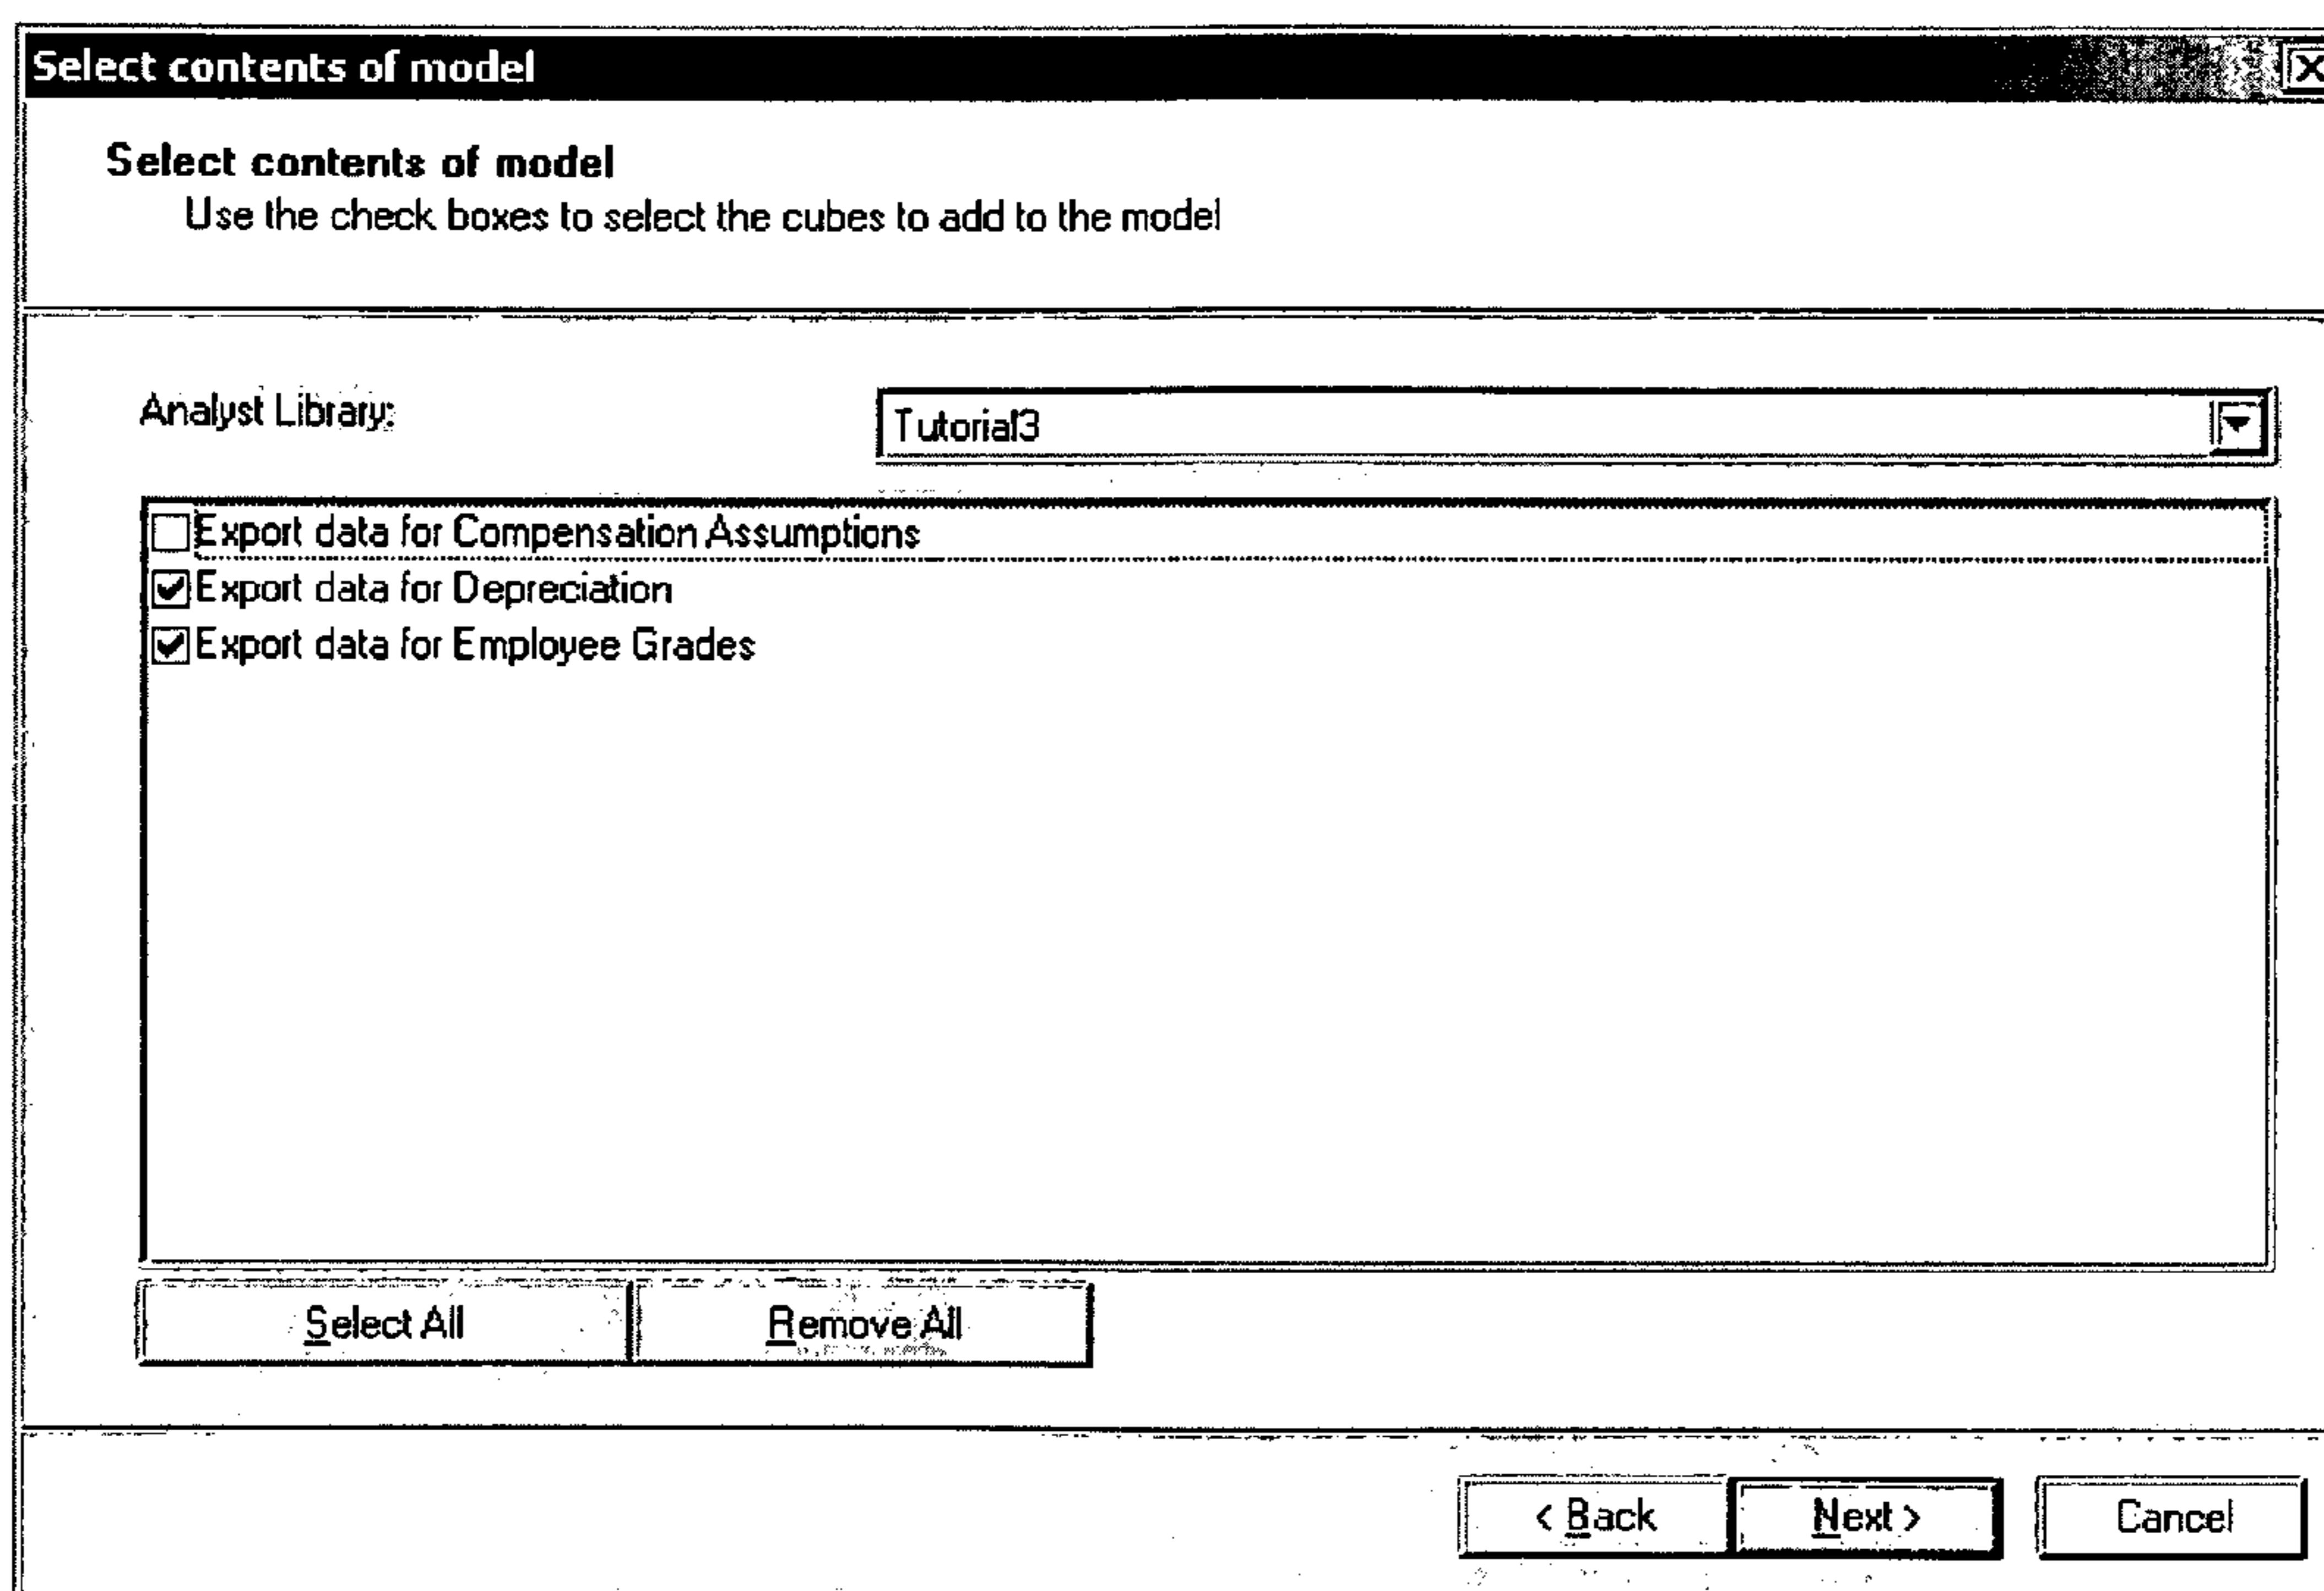 Select contents of model
Select contents of model
Use the check boxes to select the cubes to add to the model
Analyst Library:
Tutorial3
Export data for Compensation Assumptions
Export data for Depreciation
Export data for Employee Grades
Select All
Remove All
< Back
Next >
Cancel